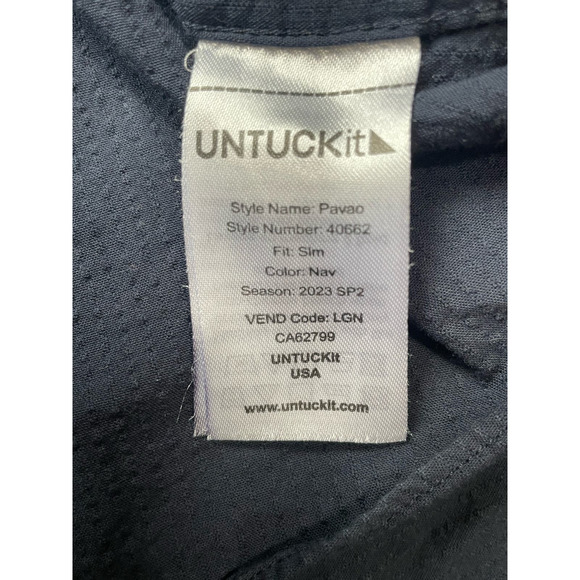 UNTUCKit
Style Name: Pavao
Style Number: 40662
Fit: Slm
Color: Nav
Season: 2023 SP2
VEND Code: LGN
CA62799
UNTUCKit
USA
www.untuckit.com